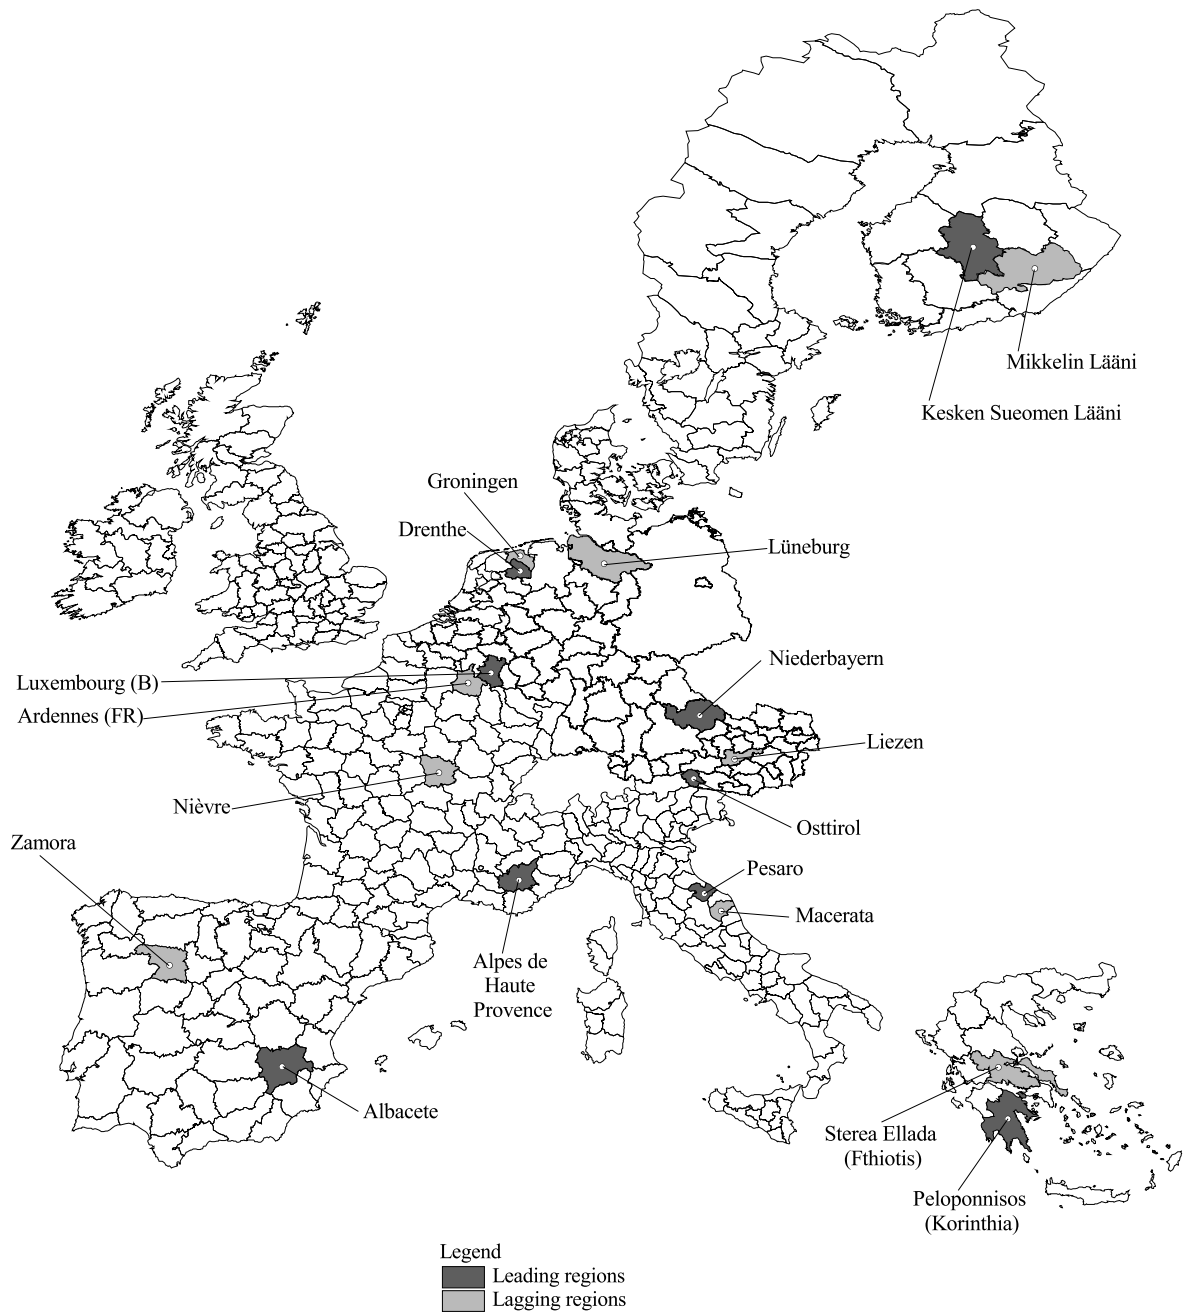 Mikkelin Lääni
Kesken Sueomen Lääni
Groningen
Drenthe
Lüneburg
Niederbayern
Luxembourg (B)
Ardennes (FR)
Liezen
Nièvre
Osttirol
Zamora
Pesaro
Macerata
Alpes de
Haute
Provence
Albacete
Sterea Ellada
(Fthiotis)
Peloponnisos
(Korinthia)
Legend
Leading regions
Lagging regions